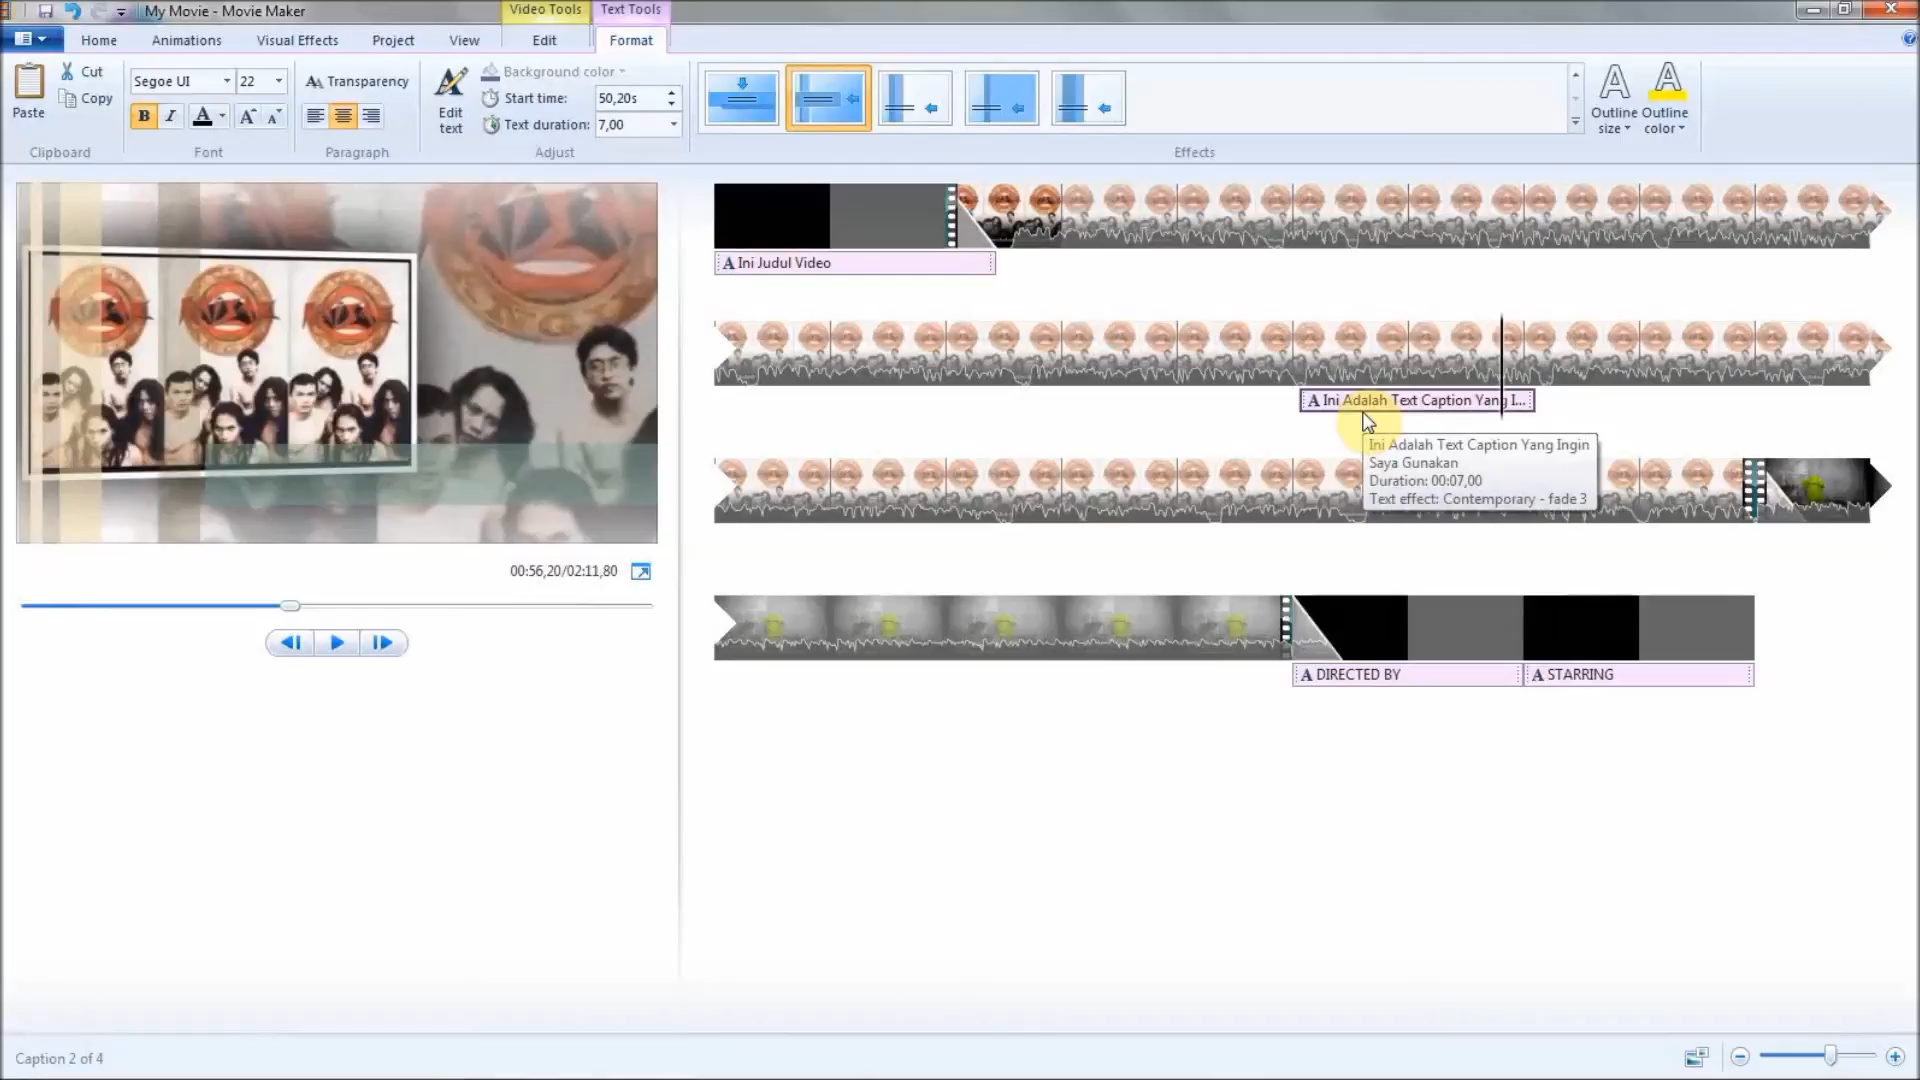 My Movie - Movie Maker
Video Tools
Text Tools
Home
Animations
Visual Effects
Project
View
Edit
Format
Paste
Cut
Copy
Clipboard
Segoe UI
22
B I A A A
Font
Transparency
Paragraph
Edit
text
Background color
Start time:
50,20s
Text duration:
7,00
Adjust
Effects
Outline
size
Outline
color
A Ini Judul Video
A Ini Adalah Text Caption Yang I...
Ini Adalah Text Caption Yang Ingin
Saya Gunakan
Duration: 00:07,00
Text effect: Contemporary - fade 3
00:56,20/02:11,80
A DIRECTED BY
A STARRING
Caption 2 of 4